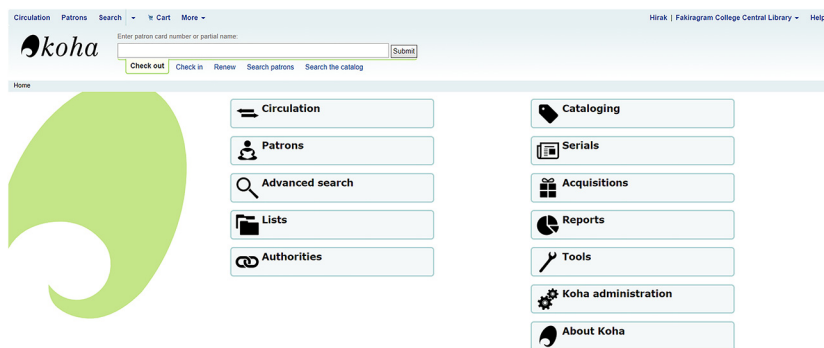 Circulation Patrons Search Cart More Hirak | Fakiragram College Central Library Help
koha
Enter patron card number or partial name:
Submit
Check out Check in Renew Search patrons Search the catalog
Home
Circulation
Cataloging
Patrons
Serials
Advanced search
Acquisitions
Lists
Reports
Authorities
Tools
Koha administration
About Koha